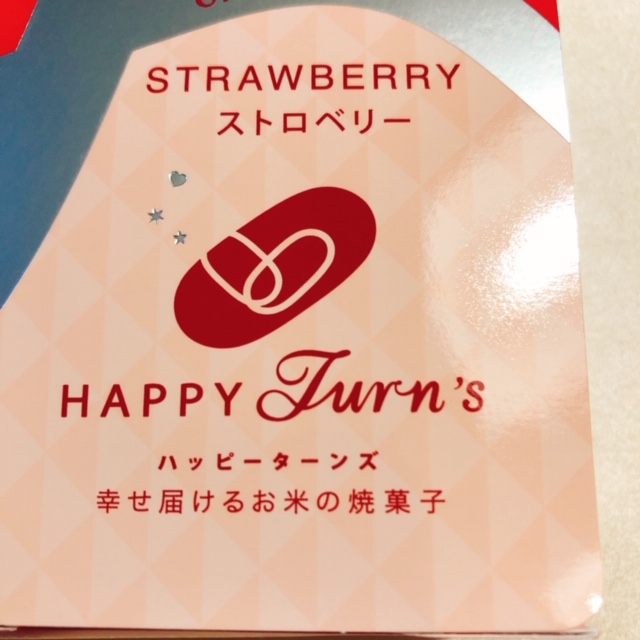 STRAWBERRY
ストロベリー
HAPPY Turn's
ハッピーターンズ
幸せ届けるお米の焼菓子